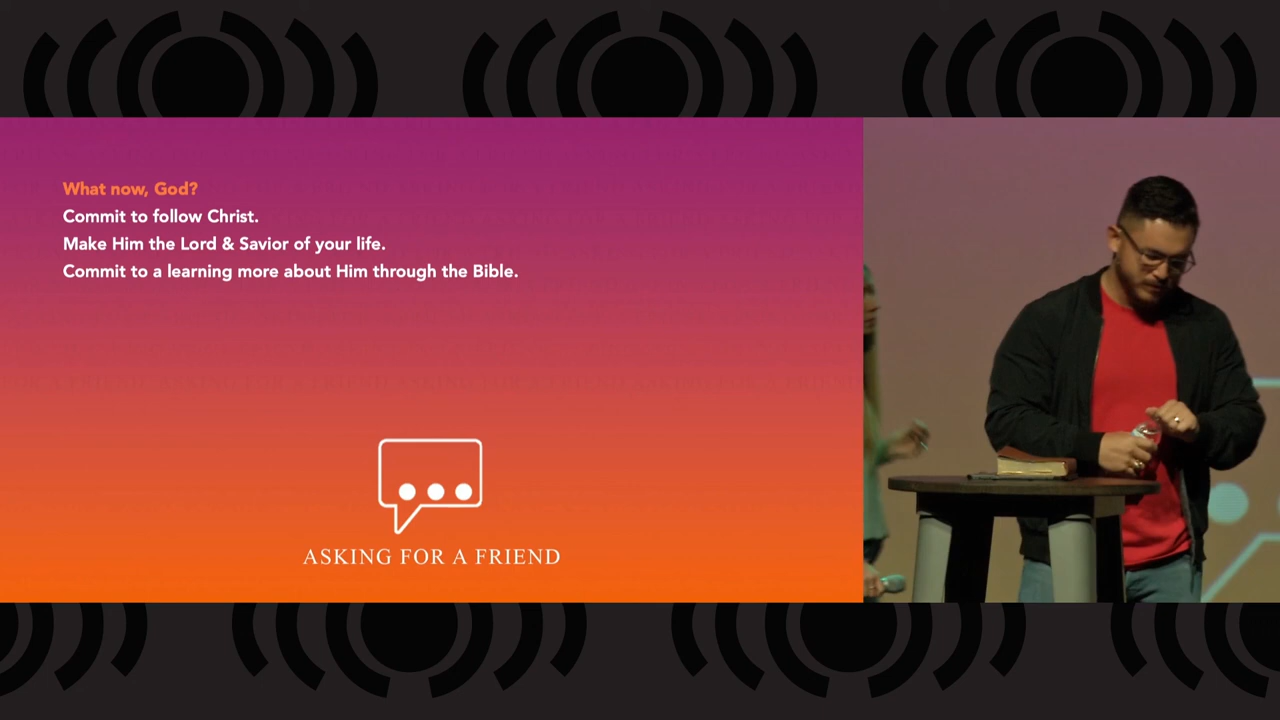 What now, God?
Commit to follow Christ.
Make Him the Lord & Savior of your life.
Commit to a learning more about Him through the Bible.
ASKING FOR A FRIEND